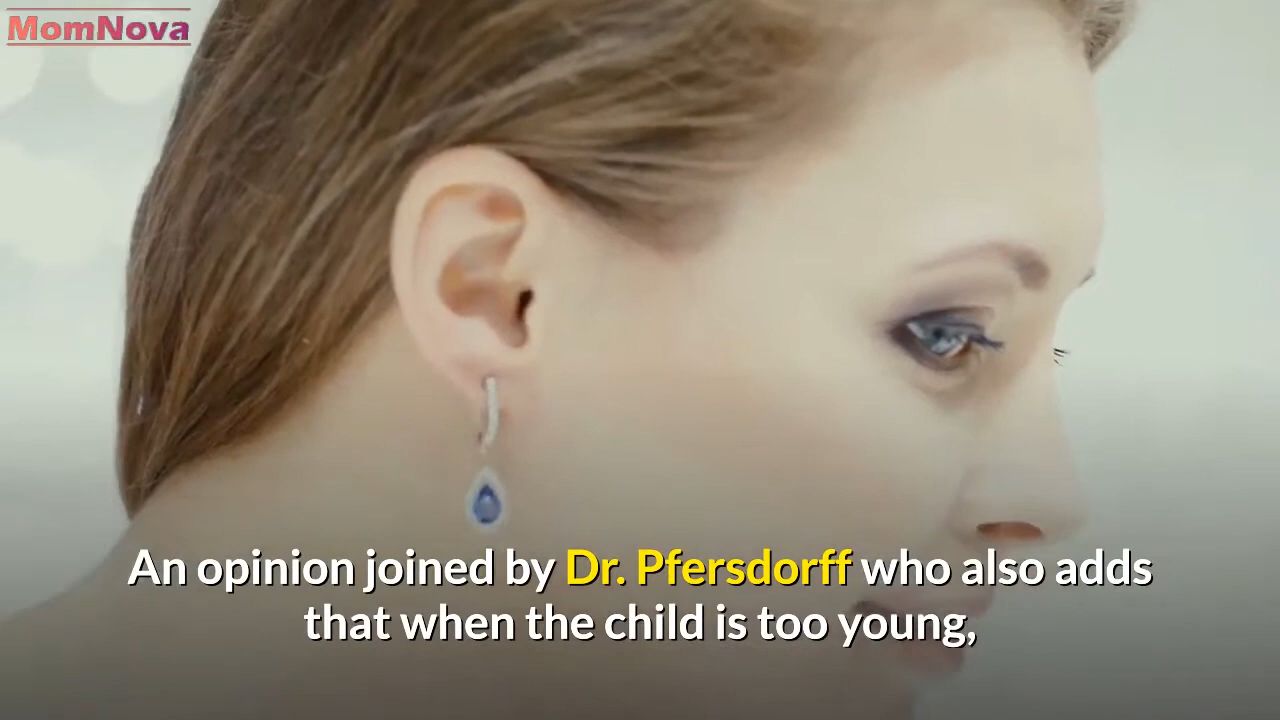 MomNova
An opinion joined by Dr. Pfersdorff who also adds
that when the child is too young,